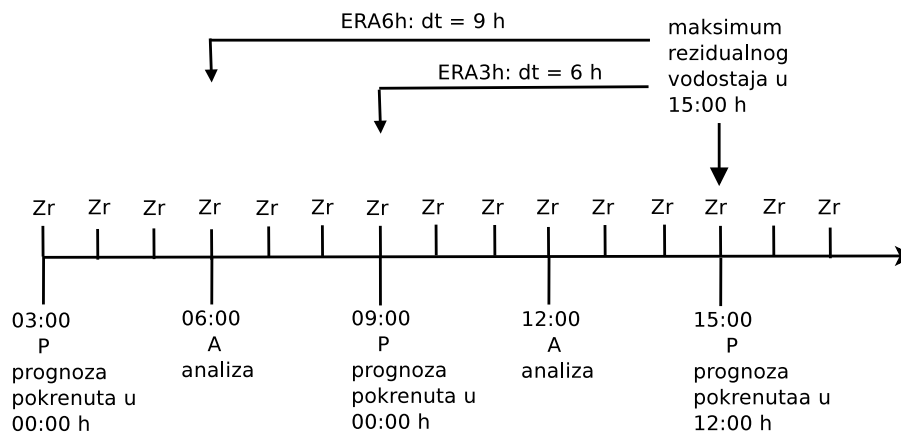 ERA6h: dt = 9 h
maksimum
rezidualnog
vodostaja u
15:00 h
ERA3h: dt = 6 h
Zr Zr Zr Zr Zr Zr Zr Zr Zr Zr Zr Zr Zr Zr Zr
03:00 06:00 09:00 12:00 15:00
P A P A P
prognoza analiza prognoza analiza prognoza
pokrenuta u pokrenuta u pokrenutaa u
00:00 h 00:00 h 12:00 h